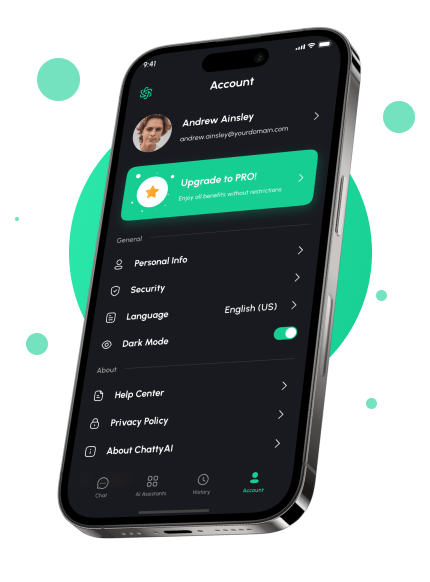 9:41
Account
Andrew Ainsley
andrew.ainsley@yourdomain.com
Upgrade to PRO!
Enjoy all benefits without restrictions
General
Personal Info
Security
Language English (US)
Dark Mode
About
Help Center
Privacy Policy
About ChattyAI
Chat AI Assistants History Account